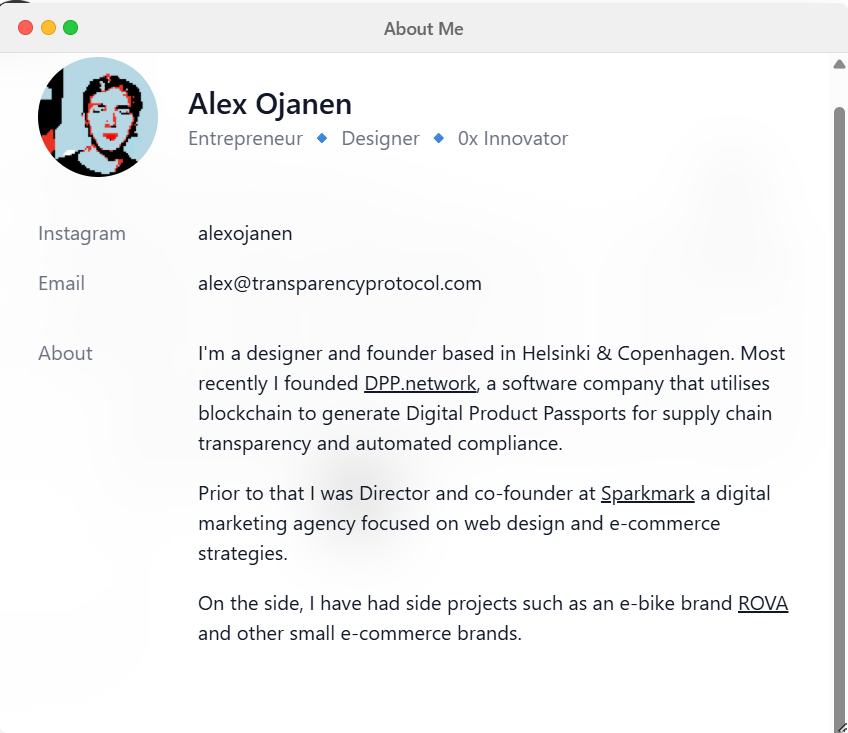 About Me
Alex Ojanen
Entrepreneur 🔹 Designer 🔹 0x Innovator
Instagram alexojanen
Email alex@transparencyprotocol.com
About I'm a designer and founder based in Helsinki & Copenhagen. Most
recently I founded DPP.network, a software company that utilises
blockchain to generate Digital Product Passports for supply chain
transparency and automated compliance.
Prior to that I was Director and co-founder at Sparkmark a digital
marketing agency focused on web design and e-commerce
strategies.
On the side, I have had side projects such as an e-bike brand ROVA
and other small e-commerce brands.